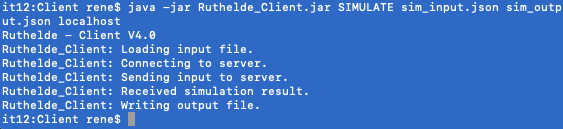 it12:Client rene$ java -jar Ruthelde_Client.jar SIMULATE sim_input.json sim_outp
ut.json localhost
Ruthelde - Client V4.0
Ruthelde_Client: Loading input file.
Ruthelde_Client: Connecting to server.
Ruthelde_Client: Sending input to server.
Ruthelde_Client: Received simulation result.
Ruthelde_Client: Writing output file.
it12:Client rene$